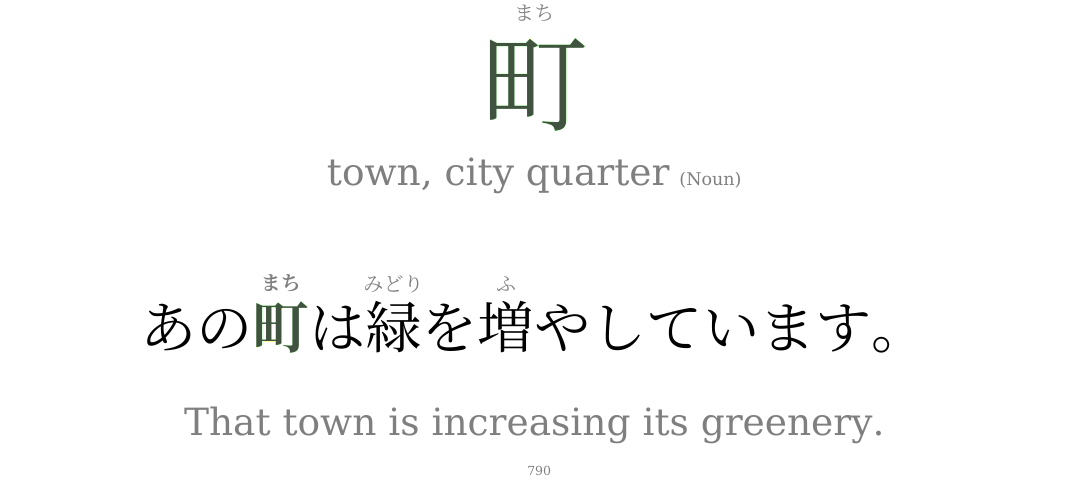 まち
町
town, city quarter (Noun)
まち みどり ふ
あの町は緑を増やしています。
That town is increasing its greenery.
790